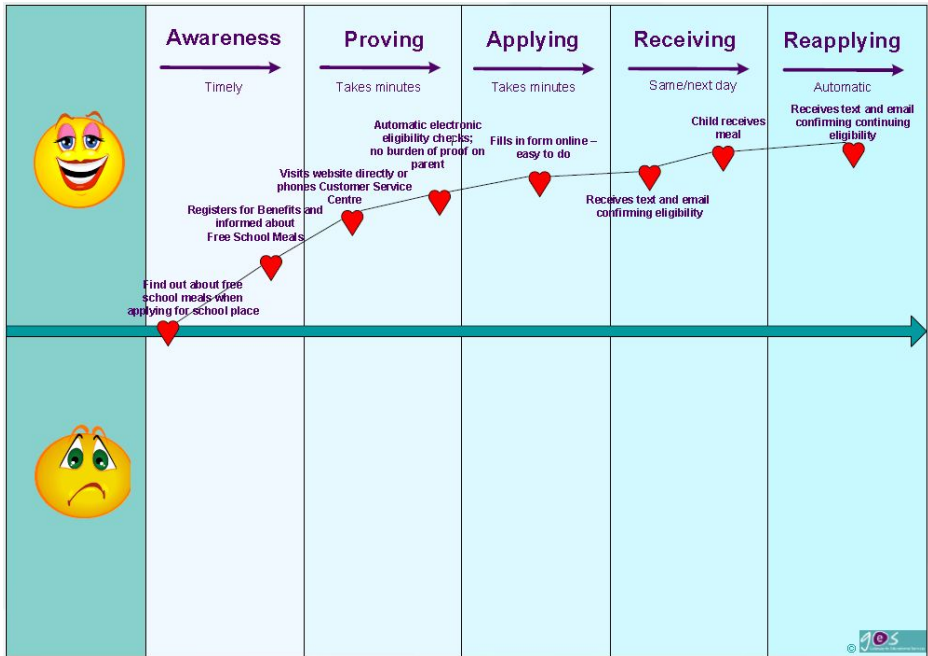 Awareness
Proving
Applying
Receiving
Reapplying
Timely
Takes minutes
Takes minutes
Same/next day
Automatic
Find out about free
school meals when
applying for school place
Registers for Benefits and
informed about
Free School Meals
Visits website directly or
phones Customer Service
Centre
Automatic electronic
eligibility checks;
no burden of proof on
parent
Fills in form online –
easy to do
Receives text and email
confirming eligibility
Child receives
meal
Receives text and email
confirming continuing
eligibility
© ges